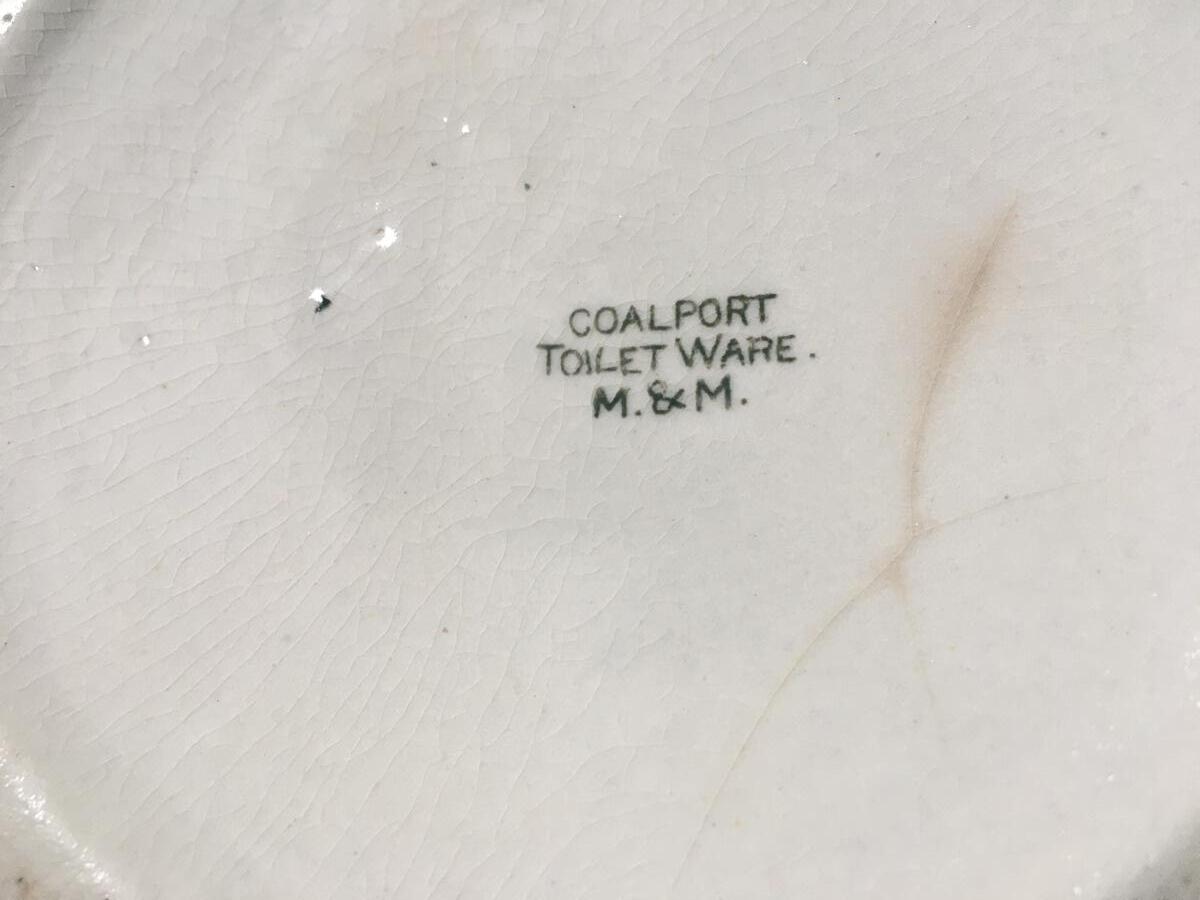 COALPORT
TOILET WARE.
M. & M.